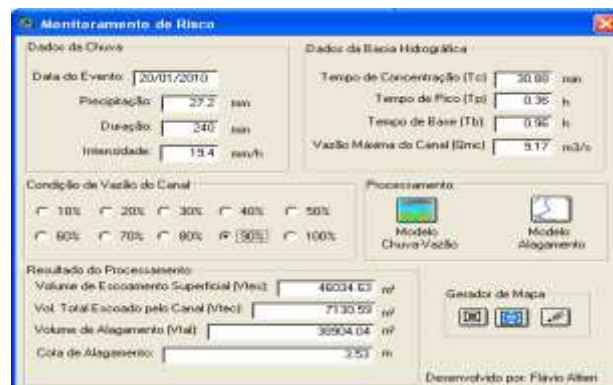 Monitoramento de Risco
Dados da Chuva
Data do Evento: 20/01/2010
Precipitação: 27.2 mm
Duração: 240 min
Intensidade: 19.4 mm/h
Dados da Bacia Hidrográfica
Tempo de Concentração (Tc) 30.88 min
Tempo de Pico (Tp) 0.36 h
Tempo de Base (Tb) 0.96 h
Vazão Máxima do Canal (Qmc) 9.17 m3/s
Condição de Vazão do Canal
10% 20% 30% 40% 50%
60% 70% 80% 90% 100%
Processamento
Modelo Chuva-Vazão
Modelo Alagamento
Resultado do Processamento
Volume de Escoamento Superficial (Vtes): 46034.63 m³
Vol. Total Escoado pelo Canal (Vtec): 7130.59 m³
Volume de Alagamento (Vtal): 38904.04 m³
Cota de Alagamento: 3.53 m
Gerador de Mapa
Desenvolvido por: Flávio Altieri